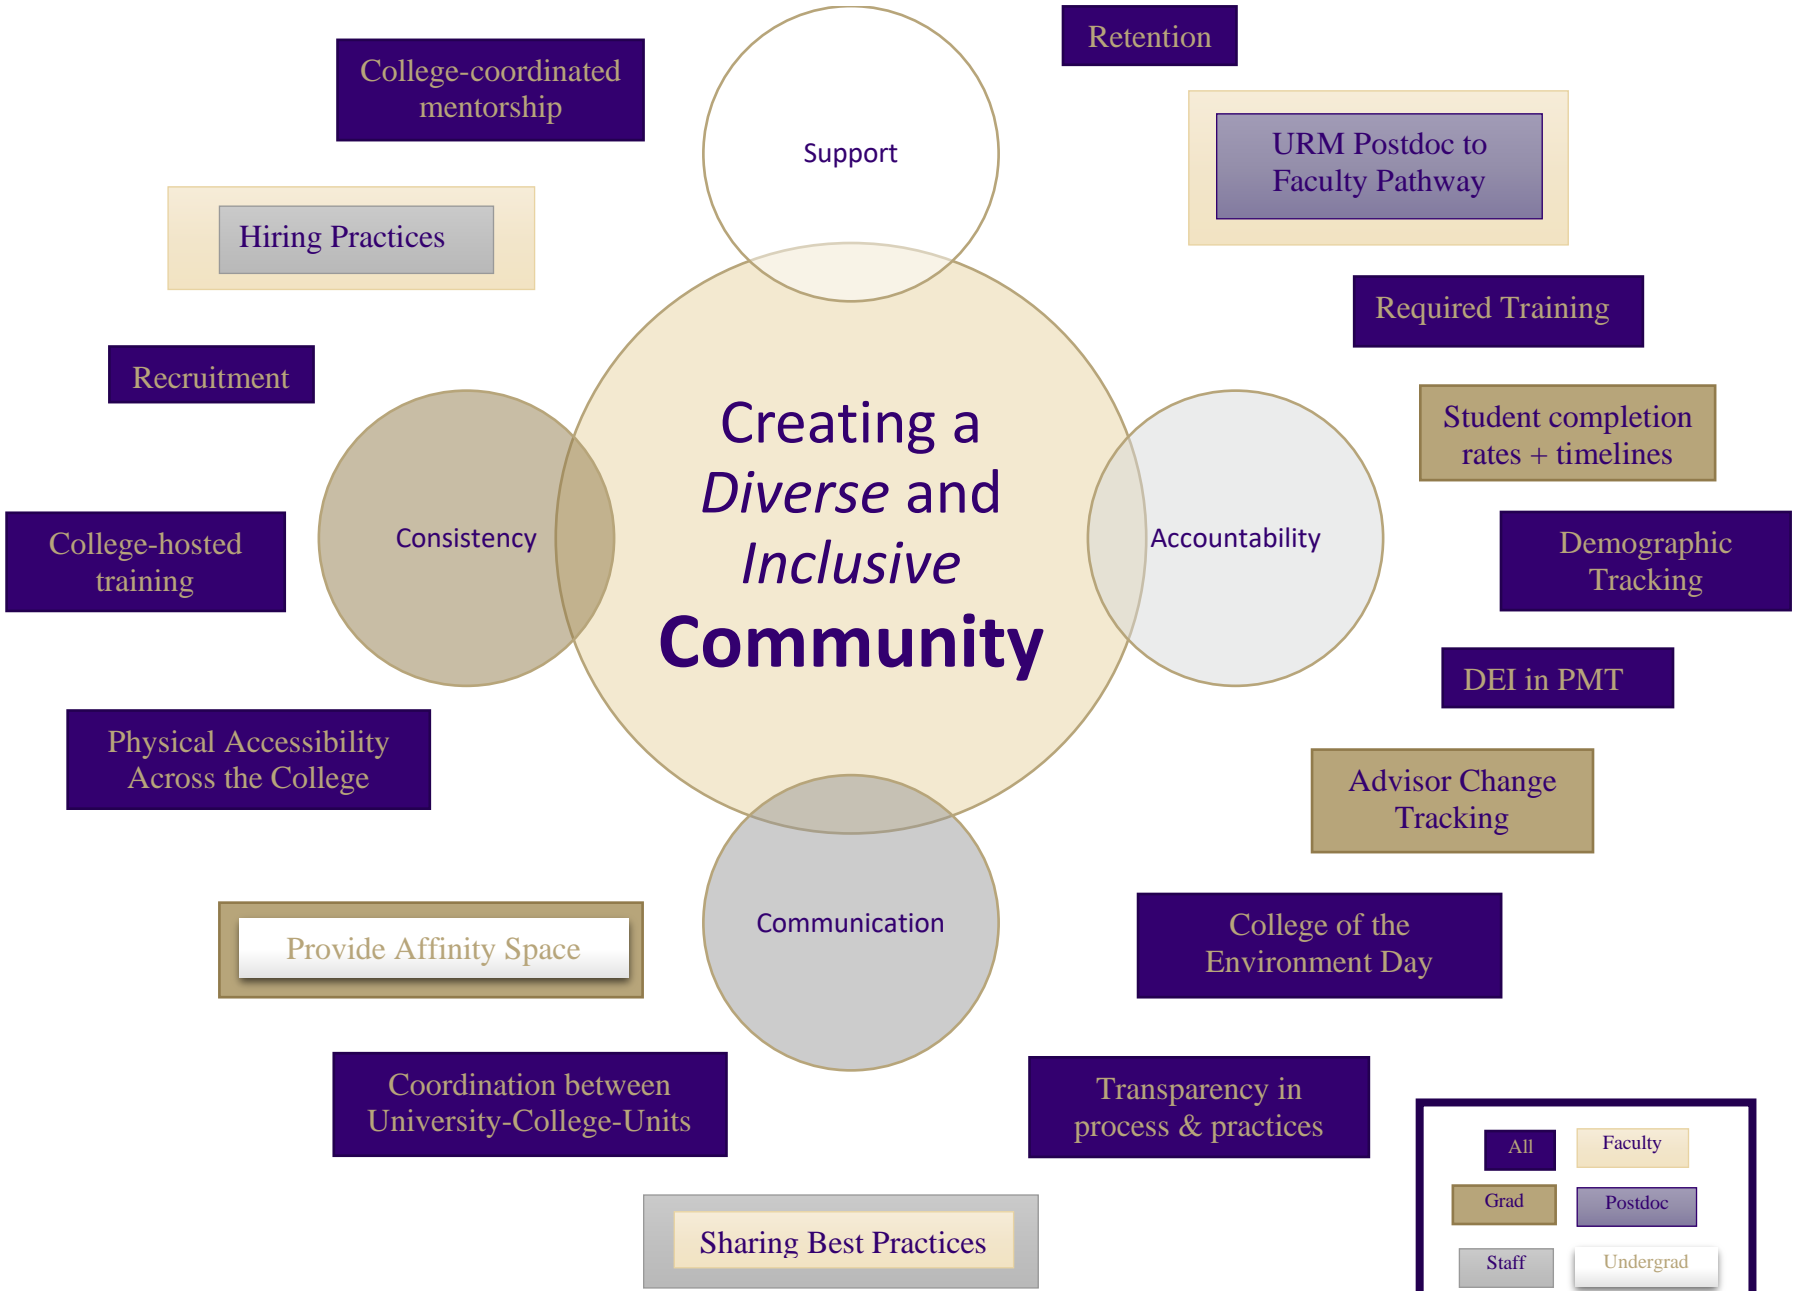 Retention
College-coordinated
mentorship
Support
URM Postdoc to
Faculty Pathway
Hiring Practices
Required Training
Recruitment
Student completion
rates + timelines
Creating a
Diverse and
Inclusive
Community
Consistency
Accountability
College-hosted
training
Demographic
Tracking
DEI in PMT
Physical Accessibility
Across the College
Advisor Change
Tracking
Communication
College of the
Environment Day
Provide Affinity Space
Coordination between
University-College-Units
Transparency in
process & practices
Sharing Best Practices
All
Faculty
Grad
Postdoc
Staff
Undergrad